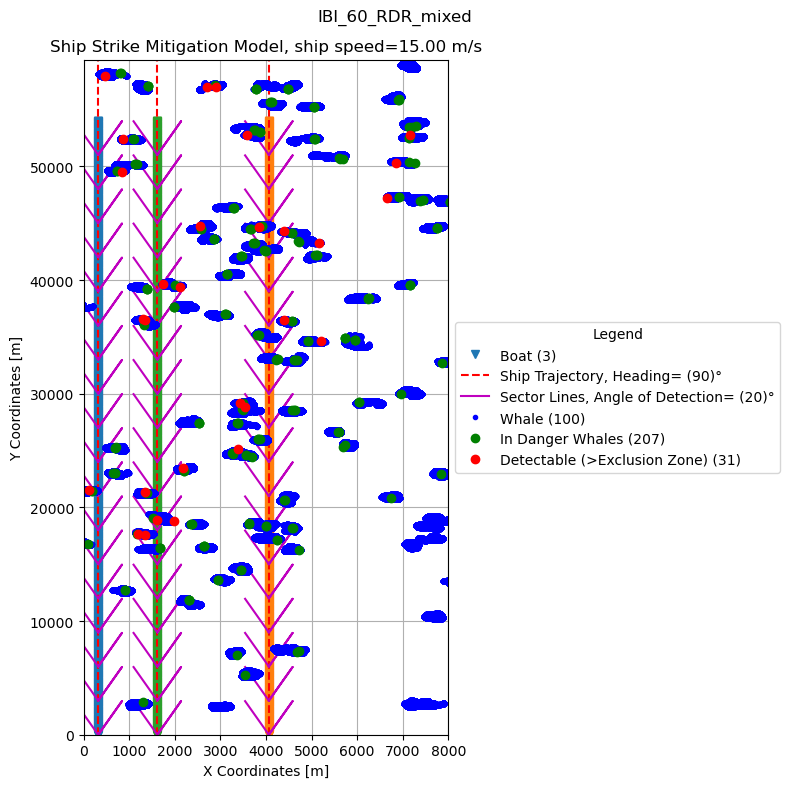 IBI_60_RDR_mixed
Ship Strike Mitigation Model, ship speed=15.00 m/s
50000
40000
30000
20000
10000
0
Y Coordinates [m]
0 1000 2000 3000 4000 5000 6000 7000 8000
X Coordinates [m]
Legend
Boat (3)
Ship Trajectory, Heading= (90)°
Sector Lines, Angle of Detection= (20)°
Whale (100)
In Danger Whales (207)
Detectable (>Exclusion Zone) (31)